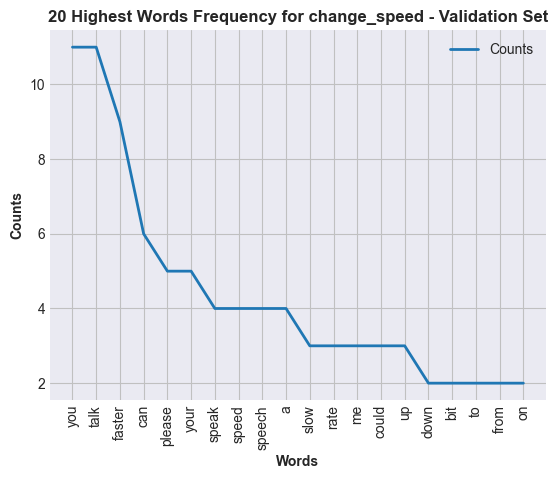 20 Highest Words Frequency for change_speed - Validation Set
Counts
10
8
6
4
2
Counts
you
talk
faster
can
please
your
speak
speed
speech
a
slow
rate
me
could
up
down
bit
to
from
on
Words